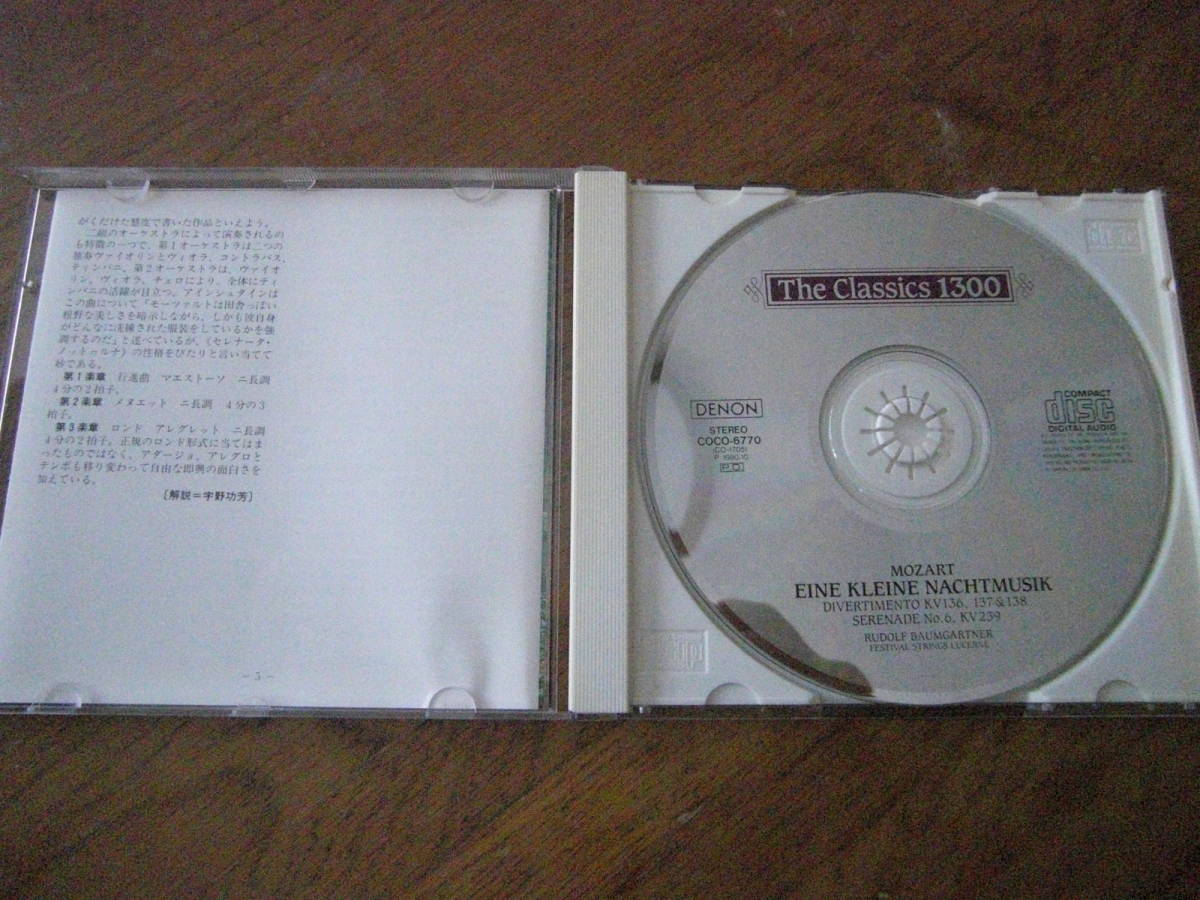 がくだけた態度で書いた作品といえよう。
二組のオーケストラによって演奏されるの
も特徴の一つで、第1オーケストラは二つの
独奏ヴァイオリンとヴィオラ、コントラバス、
ティンパニ。第2オーケストラは、ヴァイオ
リン、ヴィオラ、チェロにより、全体にティ
ンパニの活躍が目立つ。アインシュタインは
この曲について「モーツァルトは田舎っぽい
粗野な美しさを暗示しながら、しかも彼自身
がどんなに洗練された服装をしているかを強
調するのだ」と述べているが、《セレナータ・
ノットゥルナ》の性格をぴたりと言い当てて
妙である。
第1楽章 行進曲 マエストーソ ニ長調
4分の2拍子。
第2楽章 メヌエット ニ長調 4分の3
拍子。
第3楽章 ロンド アレグレット ニ長調
4分の2拍子。正規のロンド形式に当てはま
ったものではなく、アダージョ、アレグロと
テンポも移り変わって自由な即興の面白さを
加えている。
〔解説=宇野功芳〕
— 5 —
The Classics 1300
DENON
STEREO
COCO-6770
(CO-1705)
P 1990.10
P.D.
COMPACT
disc
DIGITAL AUDIO
MOZART
EINE KLEINE NACHTMUSIK
DIVERTIMENTO KV136, 137 & 138
SERENADE No. 6, KV239
RUDOLF BAUMGARTNER
FESTIVAL STRINGS LUCERNE